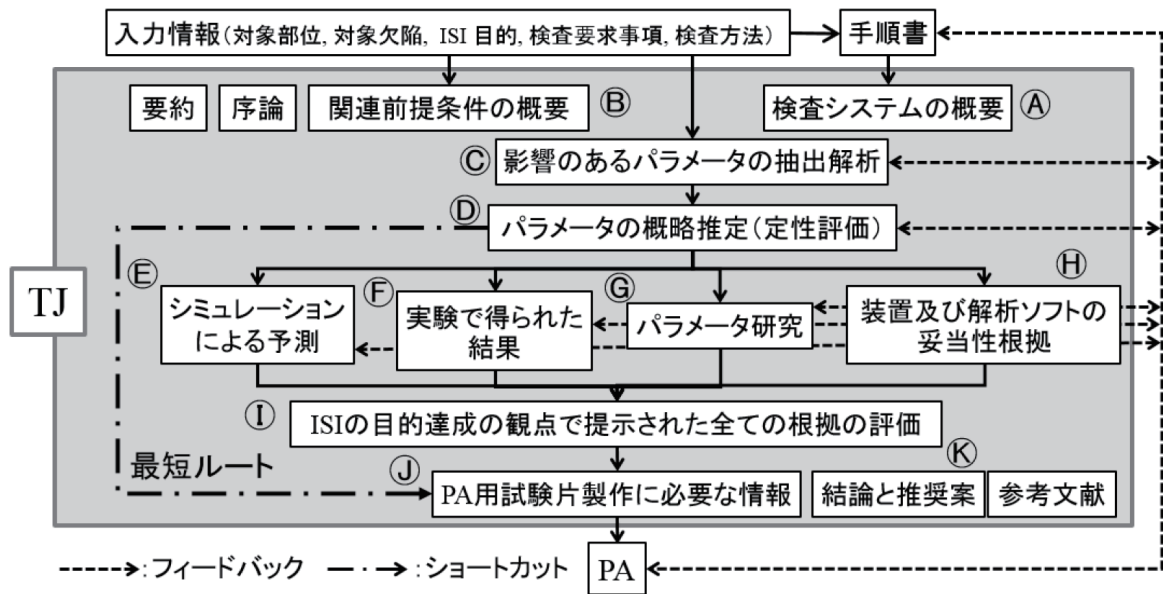 入力情報（対象部位, 対象欠陥, ISI 目的, 検査要求事項, 検査方法）
手順書
要約
序論
関連前提条件の概要
Ⓑ
検査システムの概要
Ⓐ
Ⓒ
影響のあるパラメータの抽出解析
Ⓓ
パラメータの概略推定（定性評価）
TJ
Ⓔ
シミュレーション
による予測
Ⓕ
実験で得られた
結果
Ⓖ
パラメータ研究
Ⓗ
装置及び解析ソフトの
妥当性根拠
Ⓘ
ISIの目的達成の観点で提示された全ての根拠の評価
最短ルート
Ⓙ
PA用試験片製作に必要な情報
Ⓚ
結論と推奨案
参考文献
：フィードバック
：ショートカット
PA